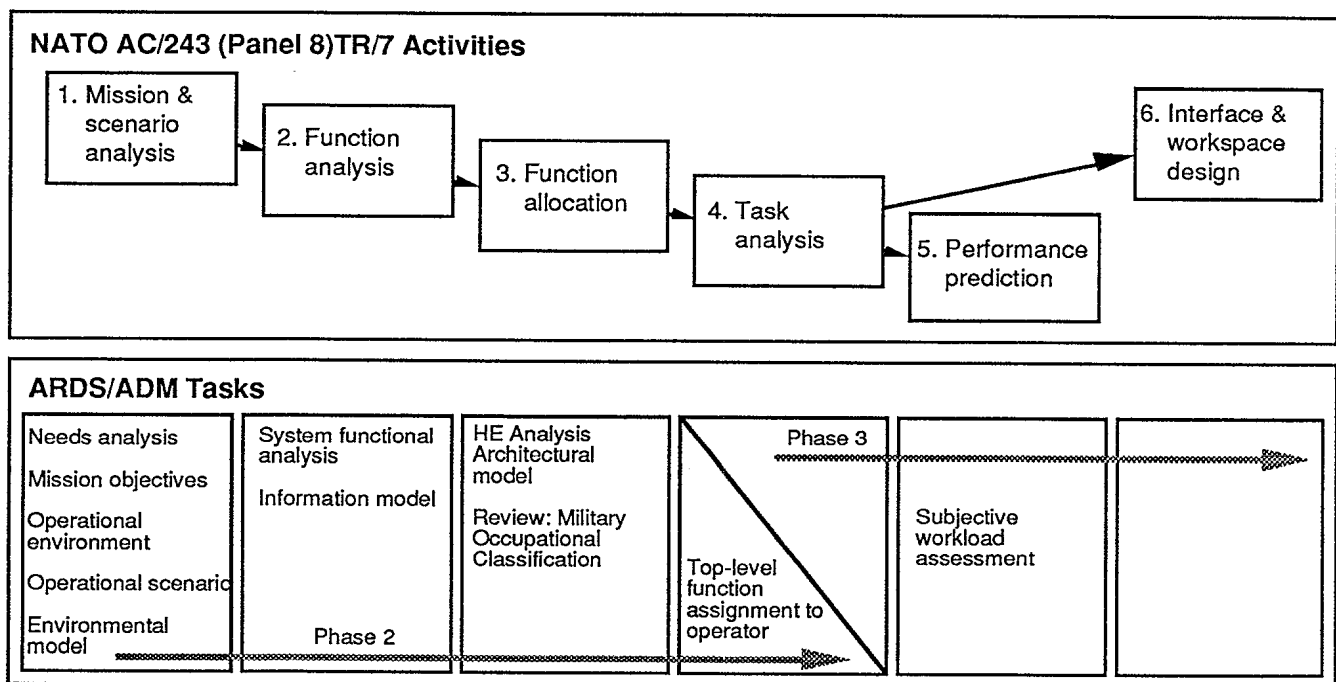 NATO AC/243 (Panel 8)TR/7 Activities
1. Mission &
scenario
analysis
2. Function
analysis
3. Function
allocation
4. Task
analysis
5. Performance
prediction
6. Interface &
workspace
design
ARDS/ADM Tasks
Needs analysis
Mission objectives
Operational
environment
Operational scenario
Environmental
model
System functional
analysis
Information model
Phase 2
HE Analysis
Architectural
model
Review: Military
Occupational
Classification
Top-level
function
assignment to
operator
Phase 3
Subjective
workload
assessment